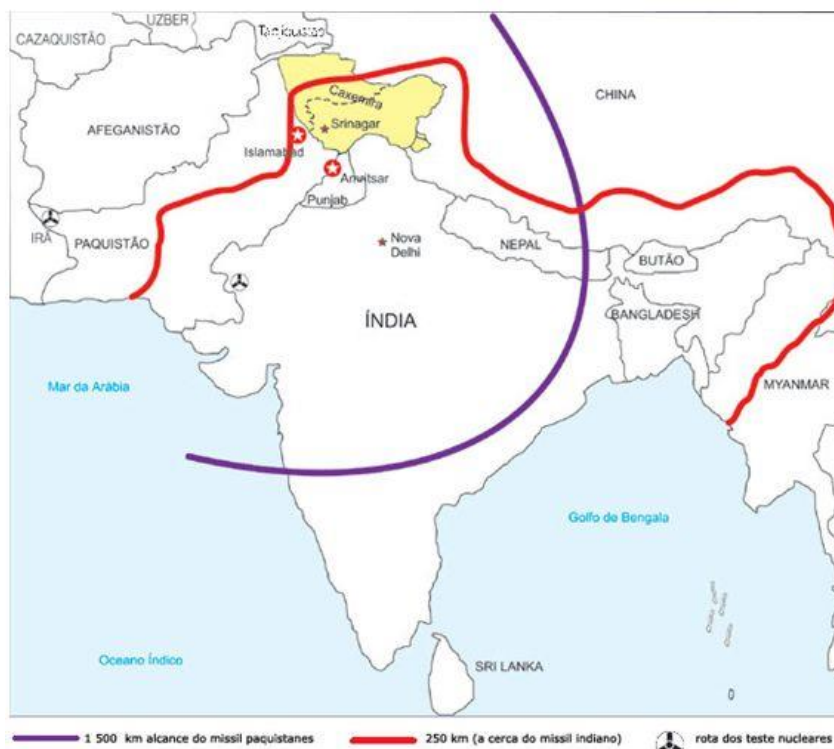 UZBER
Tanjiquistão
CAZAQUISTÃO
CHINA
Caxemira
AFEGANISTÃO
Srinagar
Islamabad
Amritsar
Punjab
IRÃ
PAQUISTÃO
Nova
Delhi
NEPAL
BUTÃO
BANGLADESH
ÍNDIA
MYANMAR
Mar da Arábia
Golfo de Bengala
Oceano Índico
SRI LANKA
1 500 km alcance do missil paquistanes
250 km (a cerca do missil indiano)
rota dos teste nucleares